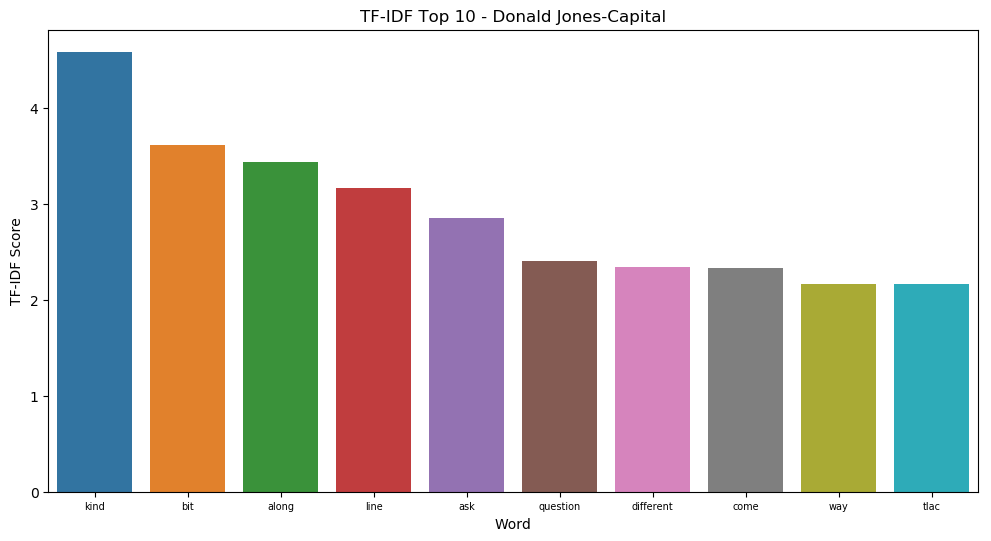 TF-IDF Top 10 - Donald Jones-Capital
TF-IDF Score
4
3
2
1
0
kind bit along line ask question different come way tlac
Word